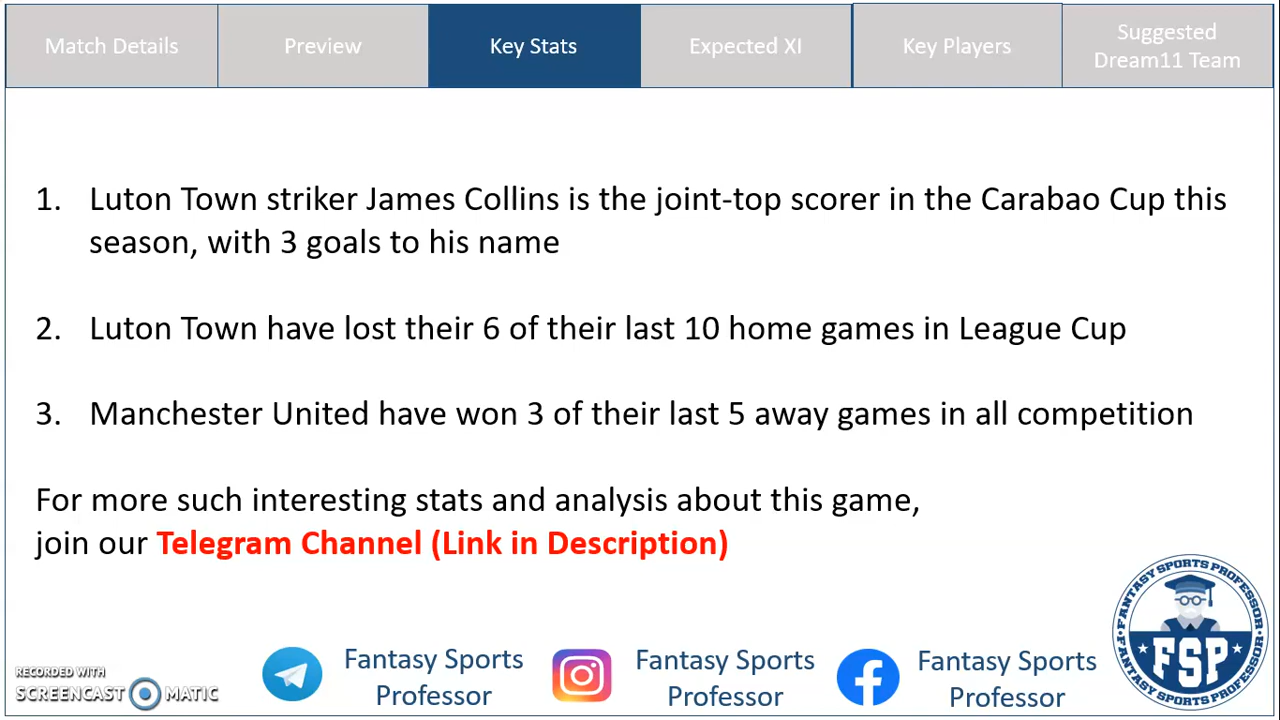 Match Details
Preview
Key Stats
Expected XI
Key Players
Suggested
Dream11 Team
1. Luton Town striker James Collins is the joint-top scorer in the Carabao Cup this
season, with 3 goals to his name
2. Luton Town have lost their 6 of their last 10 home games in League Cup
3. Manchester United have won 3 of their last 5 away games in all competition
For more such interesting stats and analysis about this game,
join our Telegram Channel (Link in Description)
RECORDED WITH
SCREENCAST MATIC
Fantasy Sports
Professor
Fantasy Sports
Professor
Fantasy Sports
Professor
FANTASY SPORTS PROFESSOR
FSP
FANTASY SPORTS PROFESSOR